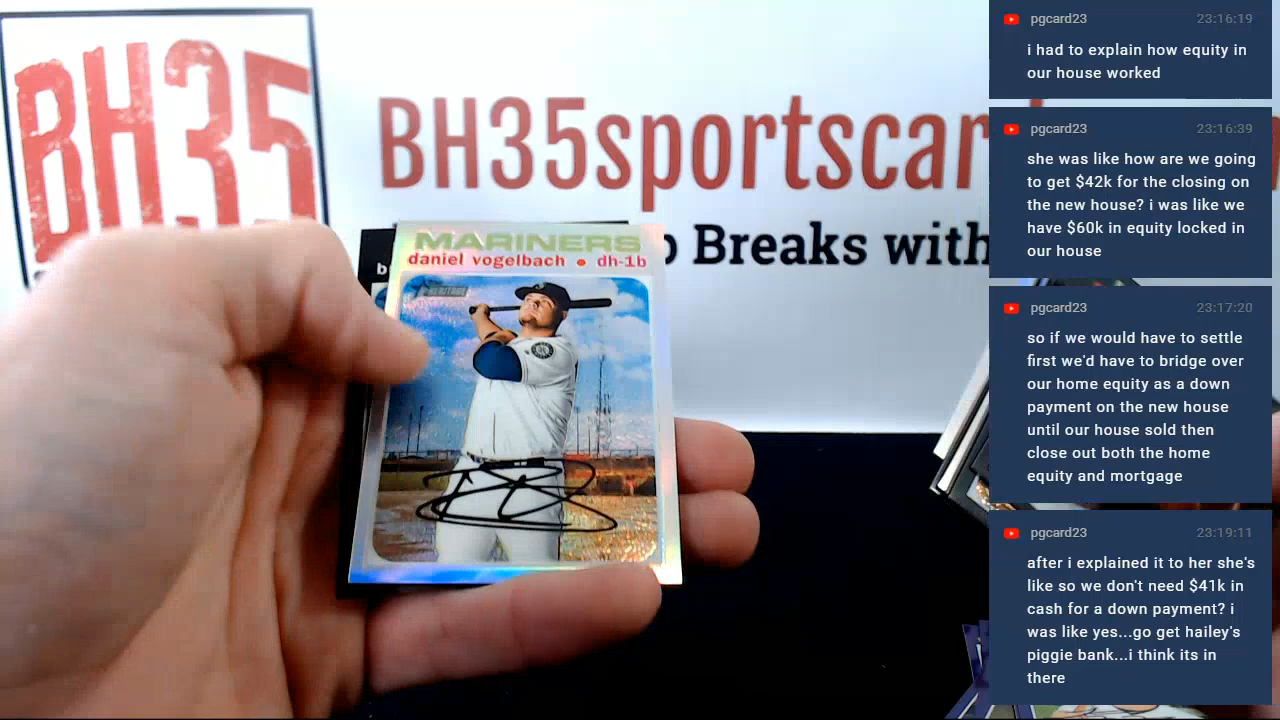 BH35
BH35sportscar
Breaks with
MARINERS
daniel vogelbach • dh-1b
HERITAGE
b
pgcard23 23:16:19
i had to explain how equity in
our house worked
pgcard23 23:16:39
she was like how are we going
to get $42k for the closing on
the new house? i was like we
have $60k in equity locked in
our house
pgcard23 23:17:20
so if we would have to settle
first we'd have to bridge over
our home equity as a down
payment on the new house
until our house sold then
close out both the home
equity and mortgage
pgcard23 23:19:11
after i explained it to her she's
like so we don't need $41k in
cash for a down payment? i
was like yes...go get hailey's
piggie bank...i think its in
there